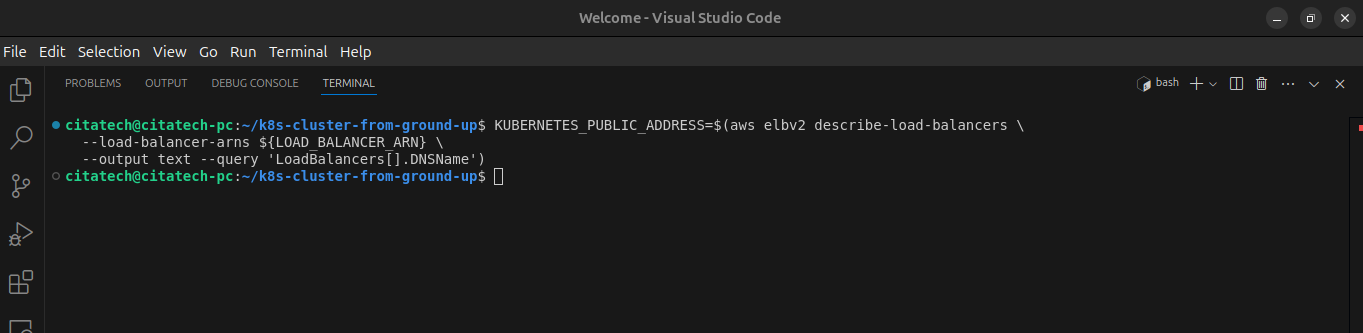 Welcome - Visual Studio Code
File Edit Selection View Go Run Terminal Help
PROBLEMS OUTPUT DEBUG CONSOLE TERMINAL bash
citatech@citatech-pc:~/k8s-cluster-from-ground-up$ KUBERNETES_PUBLIC_ADDRESS=$(aws elbv2 describe-load-balancers \
--load-balancer-arns ${LOAD_BALANCER_ARN} \
--output text --query 'LoadBalancers[].DNSName')
citatech@citatech-pc:~/k8s-cluster-from-ground-up$